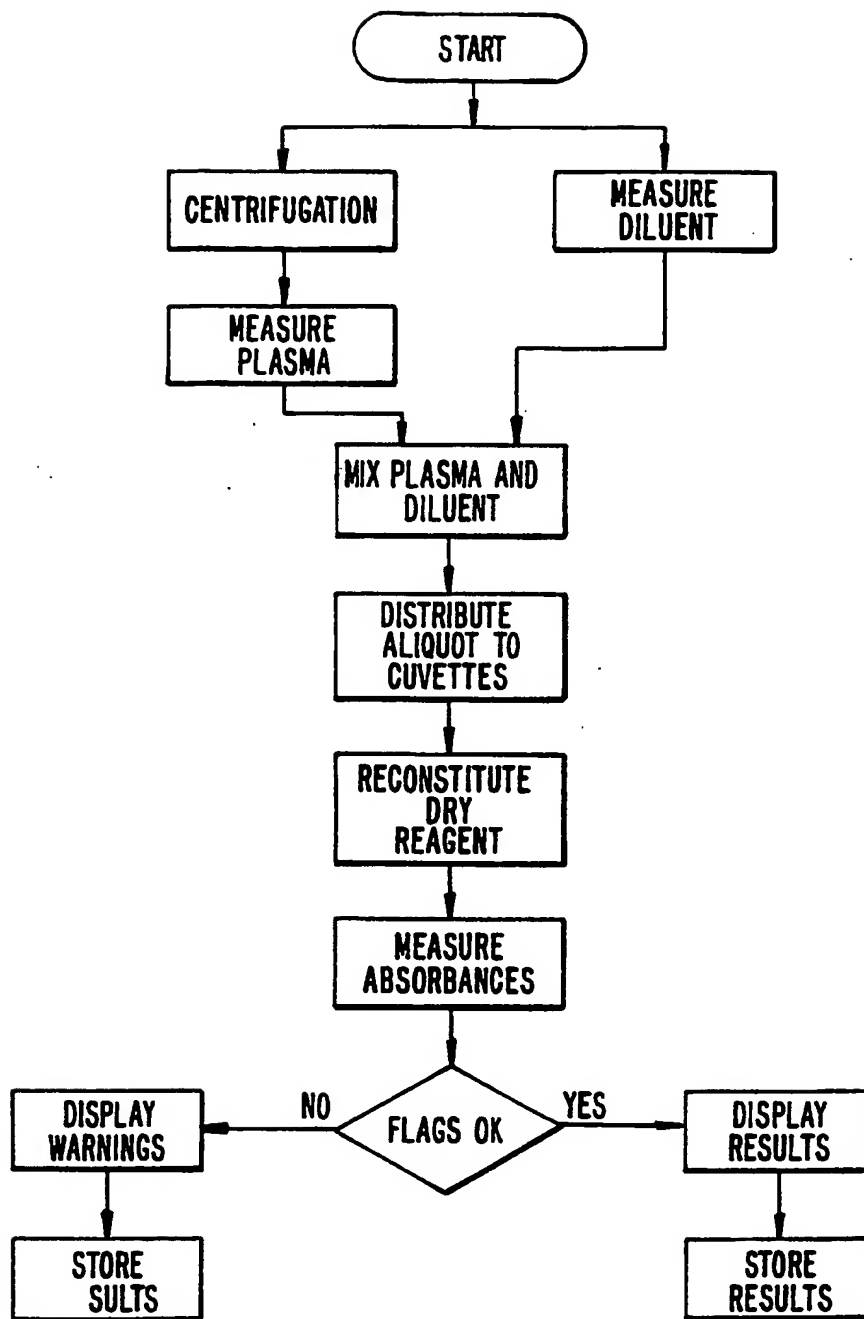 START
CENTRIFUGATION
MEASURE
DILUENT
MEASURE
PLASMA
MIX PLASMA AND
DILUENT
DISTRIBUTE
ALIQUOT TO
CUVETTES
RECONSTITUTE
DRY
REAGENT
MEASURE
ABSORBANCES
FLAGS OK
NO
YES
DISPLAY
WARNINGS
DISPLAY
RESULTS
STORE
SULTS
STORE
RESULTS